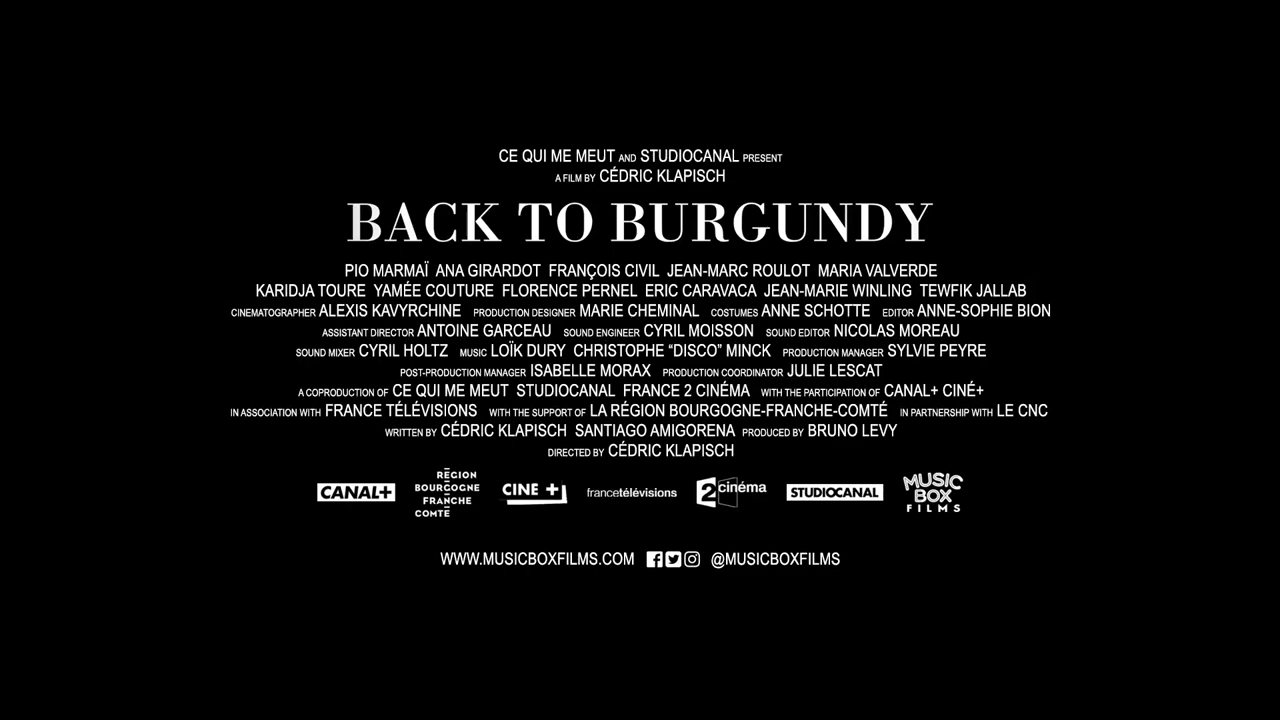 CE QUI ME MEUT AND STUDIOCANAL PRESENT
A FILM BY CÉDRIC KLAPISCH
BACK TO BURGUNDY
PIO MARMAÏ ANA GIRARDOT FRANÇOIS CIVIL JEAN-MARC ROULOT MARIA VALVERDE
KARIDJA TOURE YAMÉE COUTURE FLORENCE PERNEL ERIC CARAVACA JEAN-MARIE WINLING TEWFIK JALLAB
CINEMATOGRAPHER ALEXIS KAVYRCHINE PRODUCTION DESIGNER MARIE CHEMINAL COSTUMES ANNE SCHOTTE EDITOR ANNE-SOPHIE BION
ASSISTANT DIRECTOR ANTOINE GARCEAU SOUND ENGINEER CYRIL MOISSON SOUND EDITOR NICOLAS MOREAU
SOUND MIXER CYRIL HOLTZ MUSIC LOÏK DURY CHRISTOPHE “DISCO” MINCK PRODUCTION MANAGER SYLVIE PEYRE
POST-PRODUCTION MANAGER ISABELLE MORAX PRODUCTION COORDINATOR JULIE LESCAT
A COPRODUCTION OF CE QUI ME MEUT STUDIOCANAL FRANCE 2 CINÉMA WITH THE PARTICIPATION OF CANAL+ CINÉ+
IN ASSOCIATION WITH FRANCE TÉLÉVISIONS WITH THE SUPPORT OF LA RÉGION BOURGOGNE-FRANCHE-COMTÉ IN PARTNERSHIP WITH LE CNC
WRITTEN BY CÉDRIC KLAPISCH SANTIAGO AMIGORENA PRODUCED BY BRUNO LEVY
DIRECTED BY CÉDRIC KLAPISCH
CANAL+
RÉGION
BOURGOGNE
FRANCHE
COMTÉ
CINE +
francetélévisions
2 cinéma
STUDIOCANAL
MUSIC
BOX
FILMS
WWW.MUSICBOXFILMS.COM @MUSICBOXFILMS